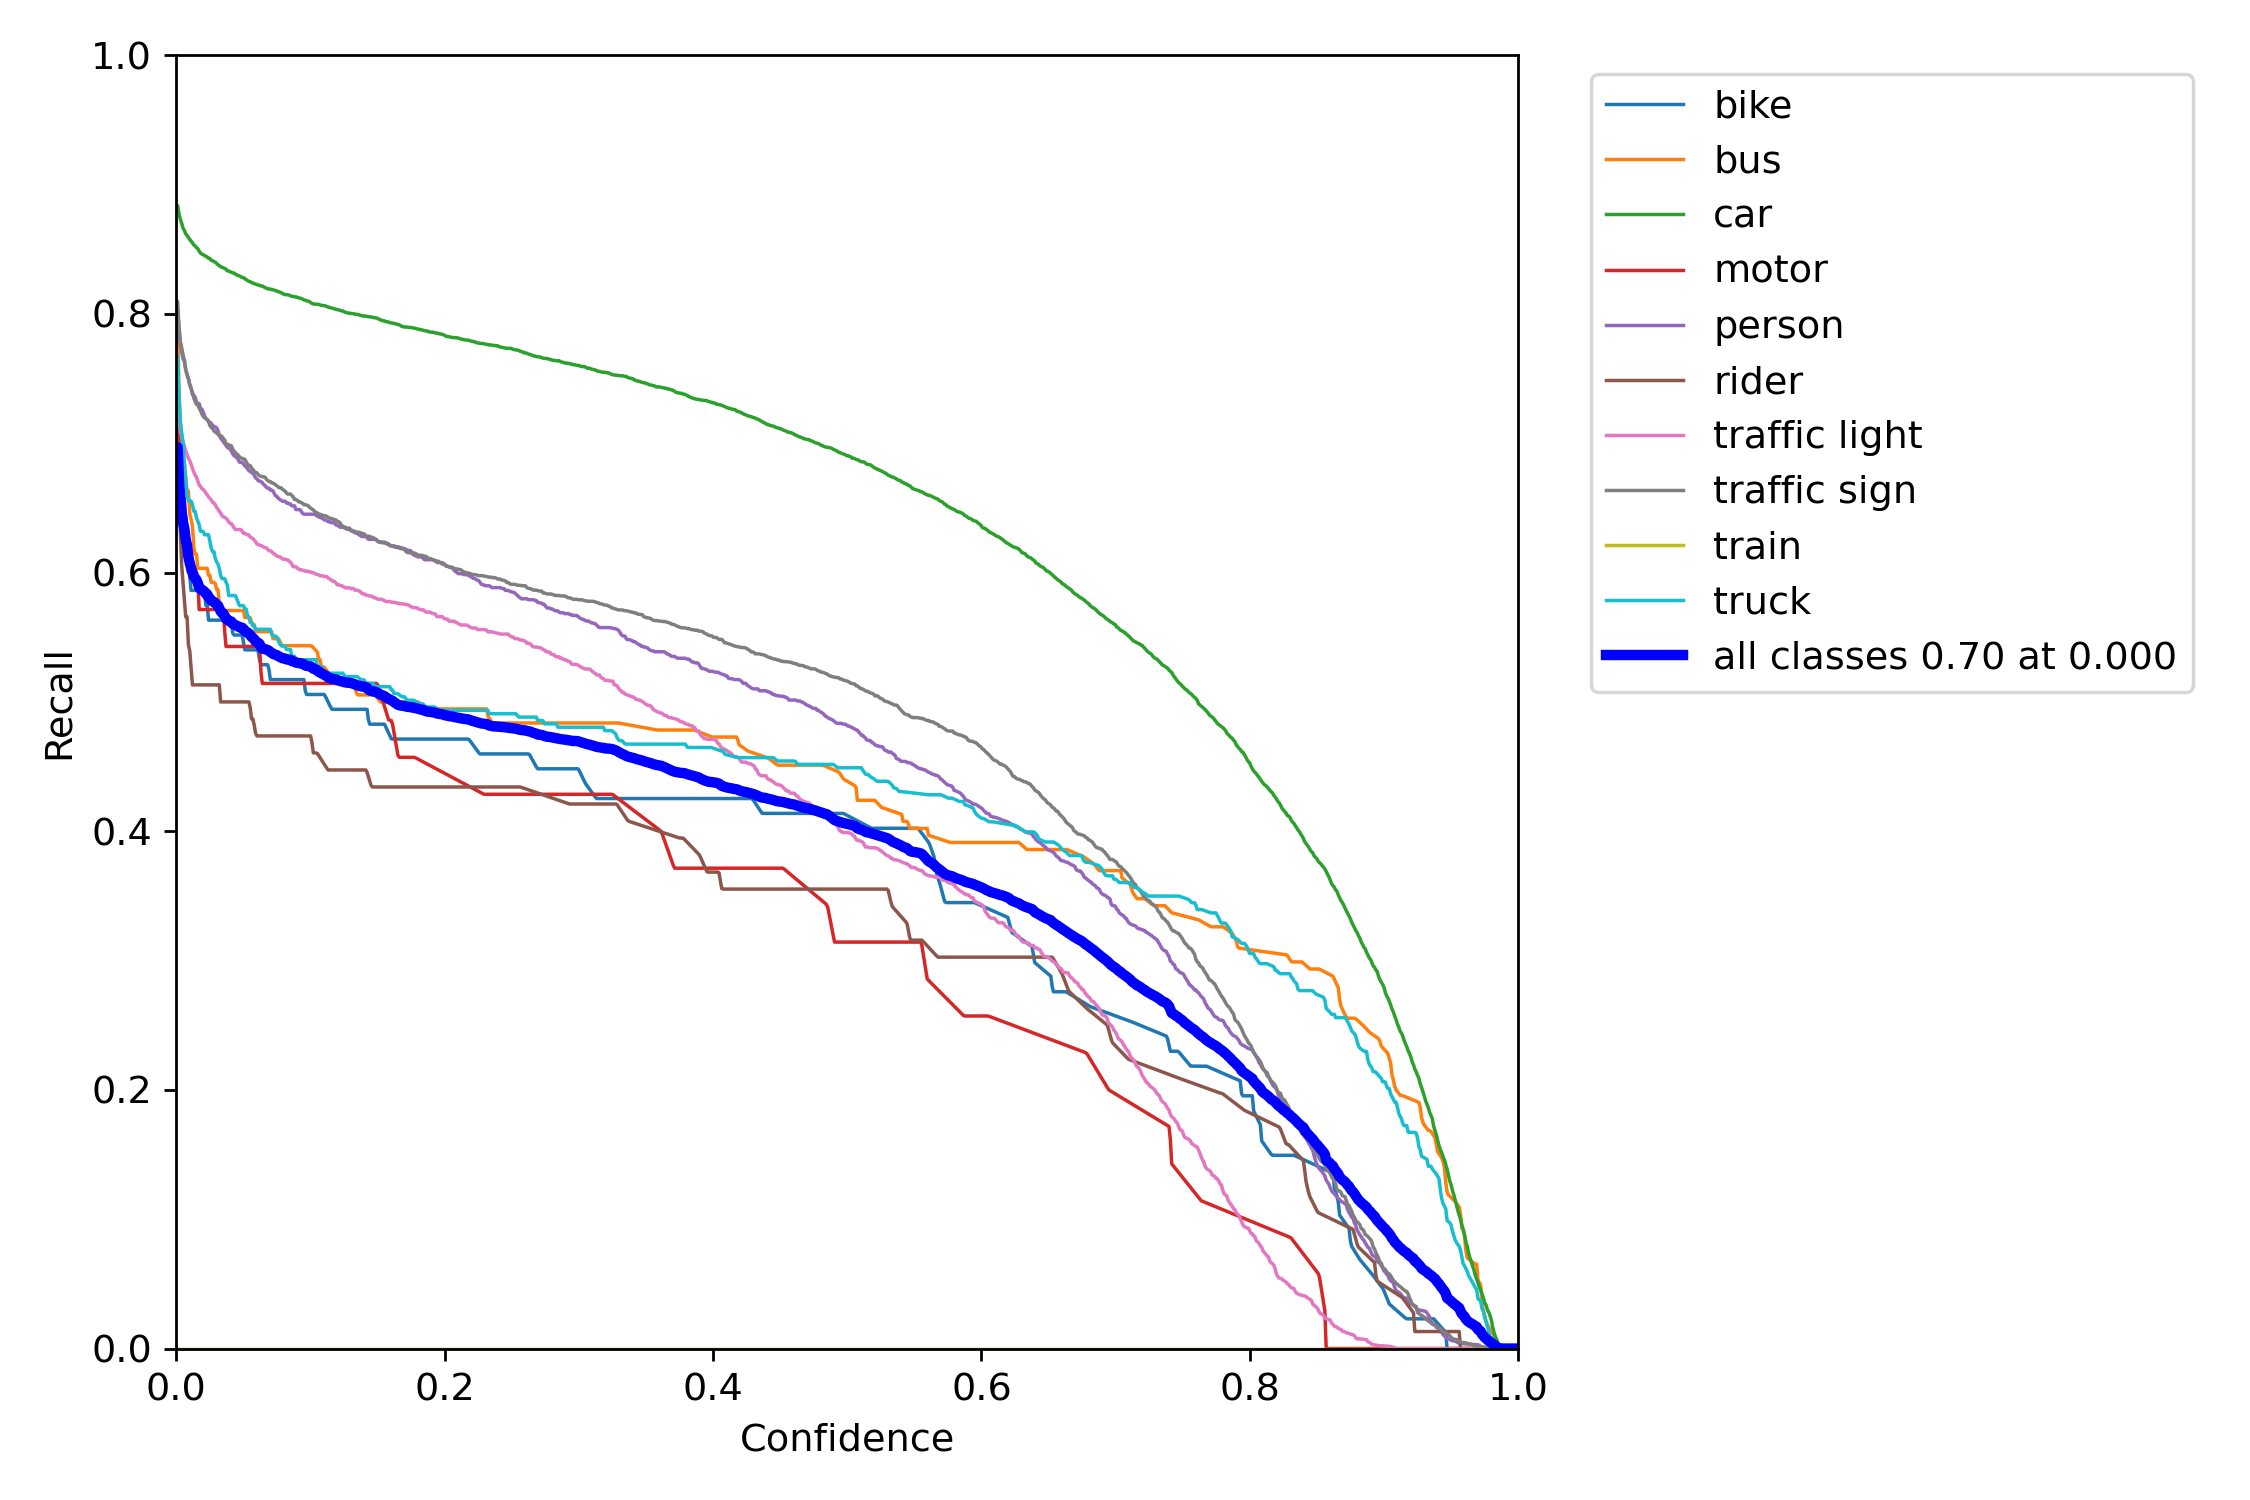 1.0
0.8
0.6
0.4
0.2
0.0
Recall
0.0 0.2 0.4 0.6 0.8 1.0
Confidence
bike
bus
car
motor
person
rider
traffic light
traffic sign
train
truck
all classes 0.70 at 0.000